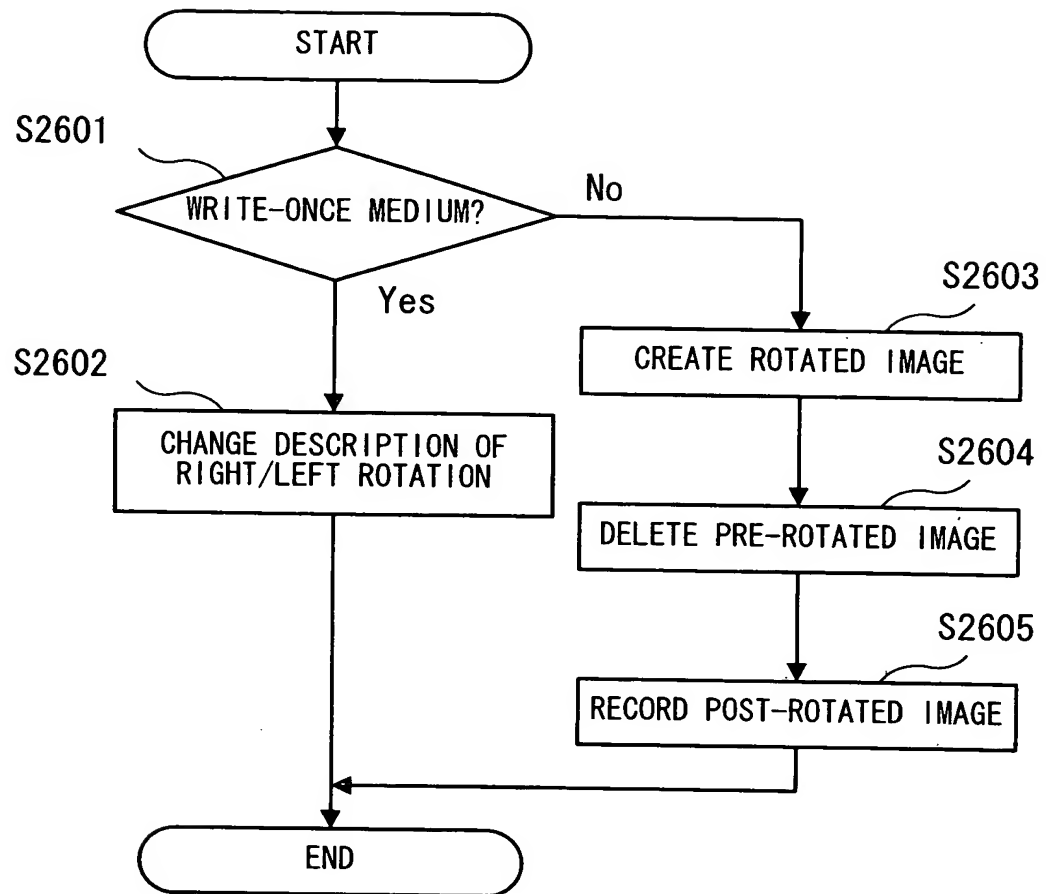 START
S2601
WRITE-ONCE MEDIUM?
No
Yes
S2603
CREATE ROTATED IMAGE
S2602
CHANGE DESCRIPTION OF
RIGHT/LEFT ROTATION
S2604
DELETE PRE-ROTATED IMAGE
S2605
RECORD POST-ROTATED IMAGE
END